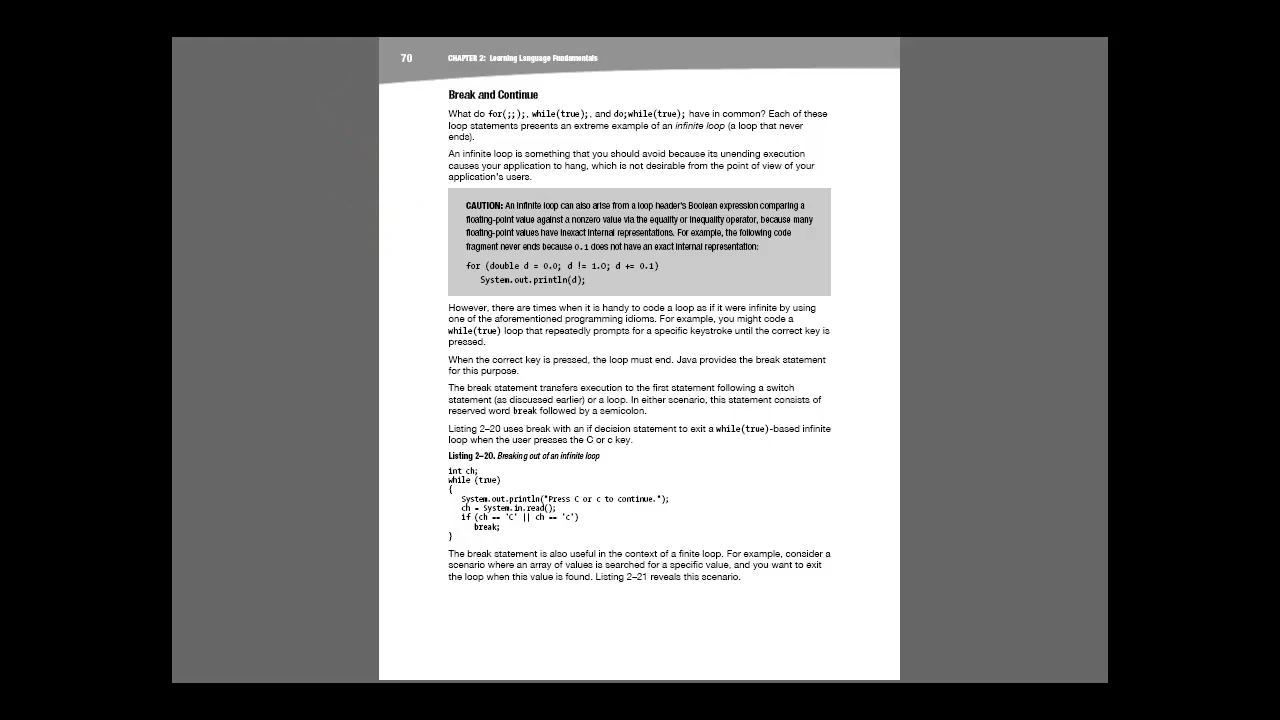 70
CHAPTER 2: Learning Language Fundamentals
Break and Continue
What do for(;;);, while(true);, and do;while(true); have in common? Each of these
loop statements presents an extreme example of an infinite loop (a loop that never
ends).
An infinite loop is something that you should avoid because its unending execution
causes your application to hang, which is not desirable from the point of view of your
application's users.
CAUTION: An infinite loop can also arise from a loop header's Boolean expression comparing a
floating-point value against a nonzero value via the equality or inequality operator, because many
floating-point values have inexact internal representations. For example, the following code
fragment never ends because 0.1 does not have an exact internal representation:
for (double d = 0.0; d != 1.0; d += 0.1)
System.out.println(d);
However, there are times when it is handy to code a loop as if it were infinite by using
one of the aforementioned programming idioms. For example, you might code a
while(true) loop that repeatedly prompts for a specific keystroke until the correct key is
pressed.
When the correct key is pressed, the loop must end. Java provides the break statement
for this purpose.
The break statement transfers execution to the first statement following a switch
statement (as discussed earlier) or a loop. In either scenario, this statement consists of
reserved word break followed by a semicolon.
Listing 2–20 uses break with an if decision statement to exit a while(true)-based infinite
loop when the user presses the C or c key.
Listing 2–20. Breaking out of an infinite loop
int ch;
while (true)
{
System.out.println("Press C or c to continue.");
ch = System.in.read();
if (ch == 'C' || ch == 'c')
break;
}
The break statement is also useful in the context of a finite loop. For example, consider a
scenario where an array of values is searched for a specific value, and you want to exit
the loop when this value is found. Listing 2–21 reveals this scenario.